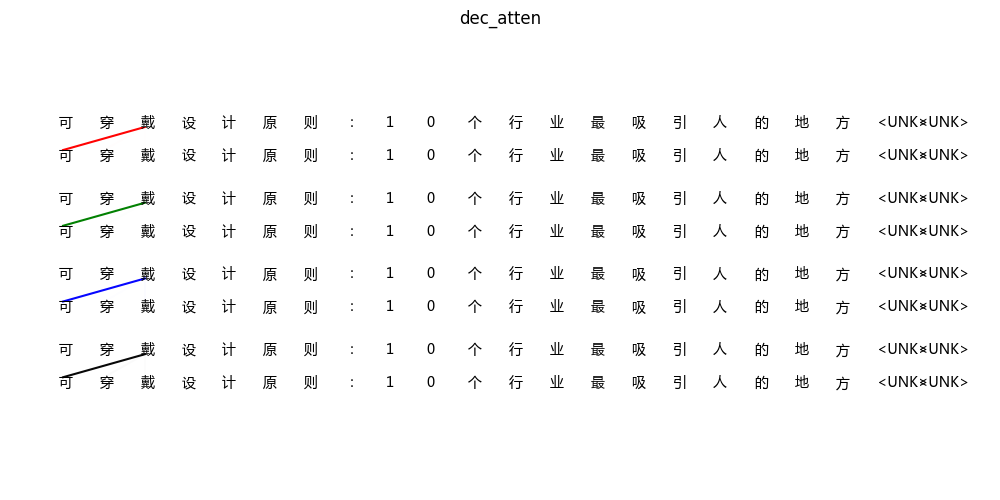 dec_atten
可 穿 戴 设 计 原 则 : 1 0 个 行 业 最 吸 引 人 的 地 方 <UNK><UNK>
可 穿 戴 设 计 原 则 : 1 0 个 行 业 最 吸 引 人 的 地 方 <UNK><UNK>
可 穿 戴 设 计 原 则 : 1 0 个 行 业 最 吸 引 人 的 地 方 <UNK><UNK>
可 穿 戴 设 计 原 则 : 1 0 个 行 业 最 吸 引 人 的 地 方 <UNK><UNK>
可 穿 戴 设 计 原 则 : 1 0 个 行 业 最 吸 引 人 的 地 方 <UNK><UNK>
可 穿 戴 设 计 原 则 : 1 0 个 行 业 最 吸 引 人 的 地 方 <UNK><UNK>
可 穿 戴 设 计 原 则 : 1 0 个 行 业 最 吸 引 人 的 地 方 <UNK><UNK>
可 穿 戴 设 计 原 则 : 1 0 个 行 业 最 吸 引 人 的 地 方 <UNK><UNK>